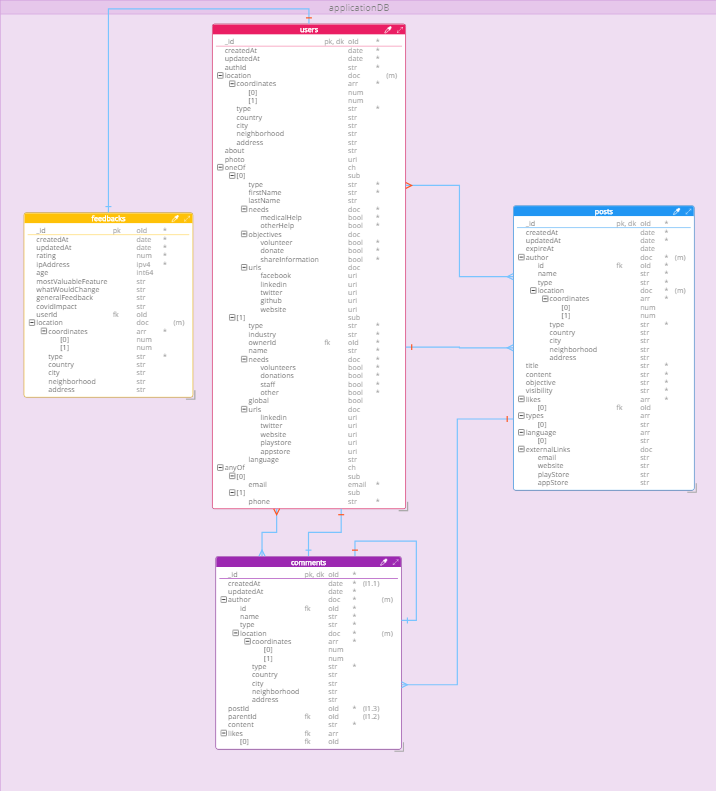 applicationDB
users
_id pk, dk oId *
createdAt date *
updatedAt date *
authId str *
location doc (m)
coordinates arr *
[0] num
[1] num
type str *
country str
city str
neighborhood str
address str
about str
photo url
oneOf ch
[0] sub
type str *
firstName str *
lastName str *
needs doc *
medicalHelp bool *
otherHelp bool *
objectives doc *
volunteer bool *
donate bool *
shareInformation bool *
urls doc
facebook url
linkedin url
twitter url
github url
website url
[1] sub
type str *
industry str
ownerId fk oId *
name str *
needs doc *
volunteers bool *
donations bool *
staff bool *
other bool *
global bool
urls doc
linkedin url
twitter url
website url
playstore url
appstore url
language str
anyOf ch
[0] sub
email email *
[1] sub
phone str *
feedbacks
_id pk oId *
createdAt date *
updatedAt date *
rating num *
ipAddress ipv4 *
age int64
mostValuableFeature str
whatWouldChange str
generalFeedback str
covidImpact str
userId fk oId
location doc (m)
coordinates arr *
[0] num
[1] num
type str *
country str
city str
neighborhood str
address str
posts
_id pk, dk oId *
createdAt date *
updatedAt date *
expireAt date
author doc * (m)
id fk oId *
name str *
type str *
location doc * (m)
coordinates arr *
[0] num
[1] num
type str *
country str
city str
neighborhood str
address str
title str *
content str *
objective str *
visibility str *
likes arr *
[0] fk oId
types arr
[0] str
language arr
[0] str
externalLinks doc
email str
website str
playStore str
appStore str
comments
_id pk, dk oId *
createdAt date * (I1.1)
updatedAt date *
author doc * (m)
id fk oId *
name str *
type str *
location doc * (m)
coordinates arr *
[0] num
[1] num
type str *
country str
city str
neighborhood str
address str
postId oId * (I1.3)
parentId fk oId (I1.2)
content str *
likes fk arr
[0] fk oId